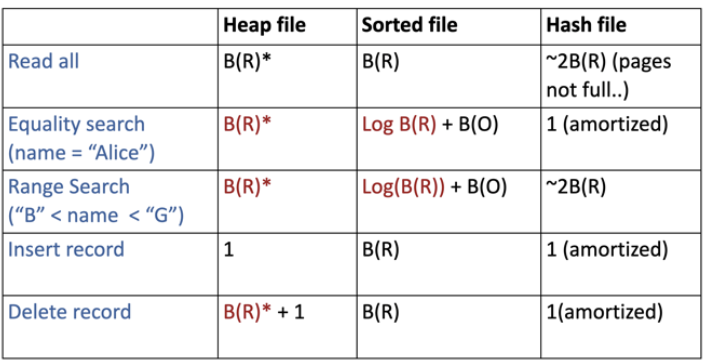 Heap file Sorted file Hash file
Read all B(R)* B(R) ~2B(R) (pages
not full..)
Equality search B(R)* Log B(R) + B(O) 1 (amortized)
(name = “Alice”)
Range Search B(R)* Log(B(R)) + B(O) ~2B(R)
(“B” < name < “G”)
Insert record 1 B(R) 1 (amortized)
Delete record B(R)* + 1 B(R) 1(amortized)